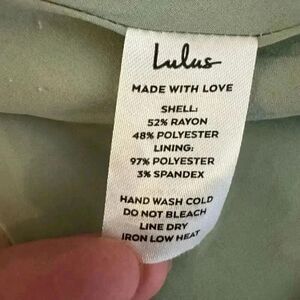 Lulus
MADE WITH LOVE
SHELL:
52% RAYON
48% POLYESTER
LINING:
97% POLYESTER
3% SPANDEX
HAND WASH COLD
DO NOT BLEACH
LINE DRY
IRON LOW HEAT